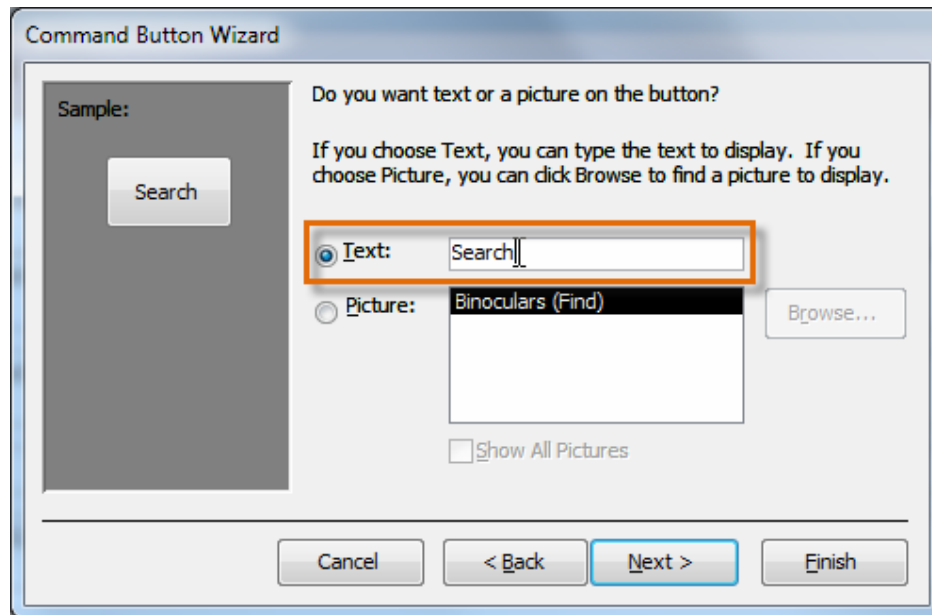 Command Button Wizard
Sample:
Search
Do you want text or a picture on the button?
If you choose Text, you can type the text to display. If you
choose Picture, you can click Browse to find a picture to display.
Text: Search
Picture: Binoculars (Find)
Browse...
Show All Pictures
Cancel < Back Next > Finish